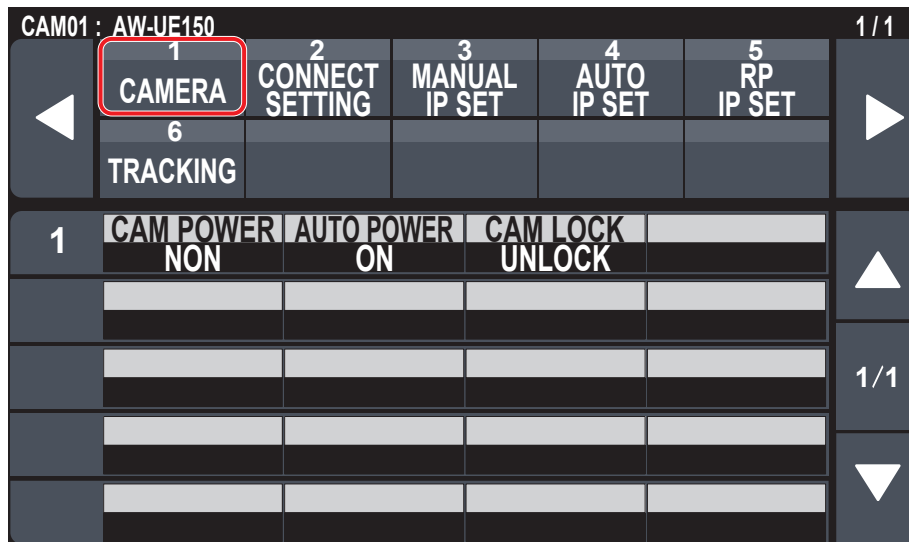 CAM01 : AW-UE150 1 / 1
1 2 3 4 5
CAMERA CONNECT SETTING MANUAL IP SET AUTO IP SET RP IP SET
6
TRACKING
1 CAM POWER AUTO POWER CAM LOCK
NON ON UNLOCK
1/1